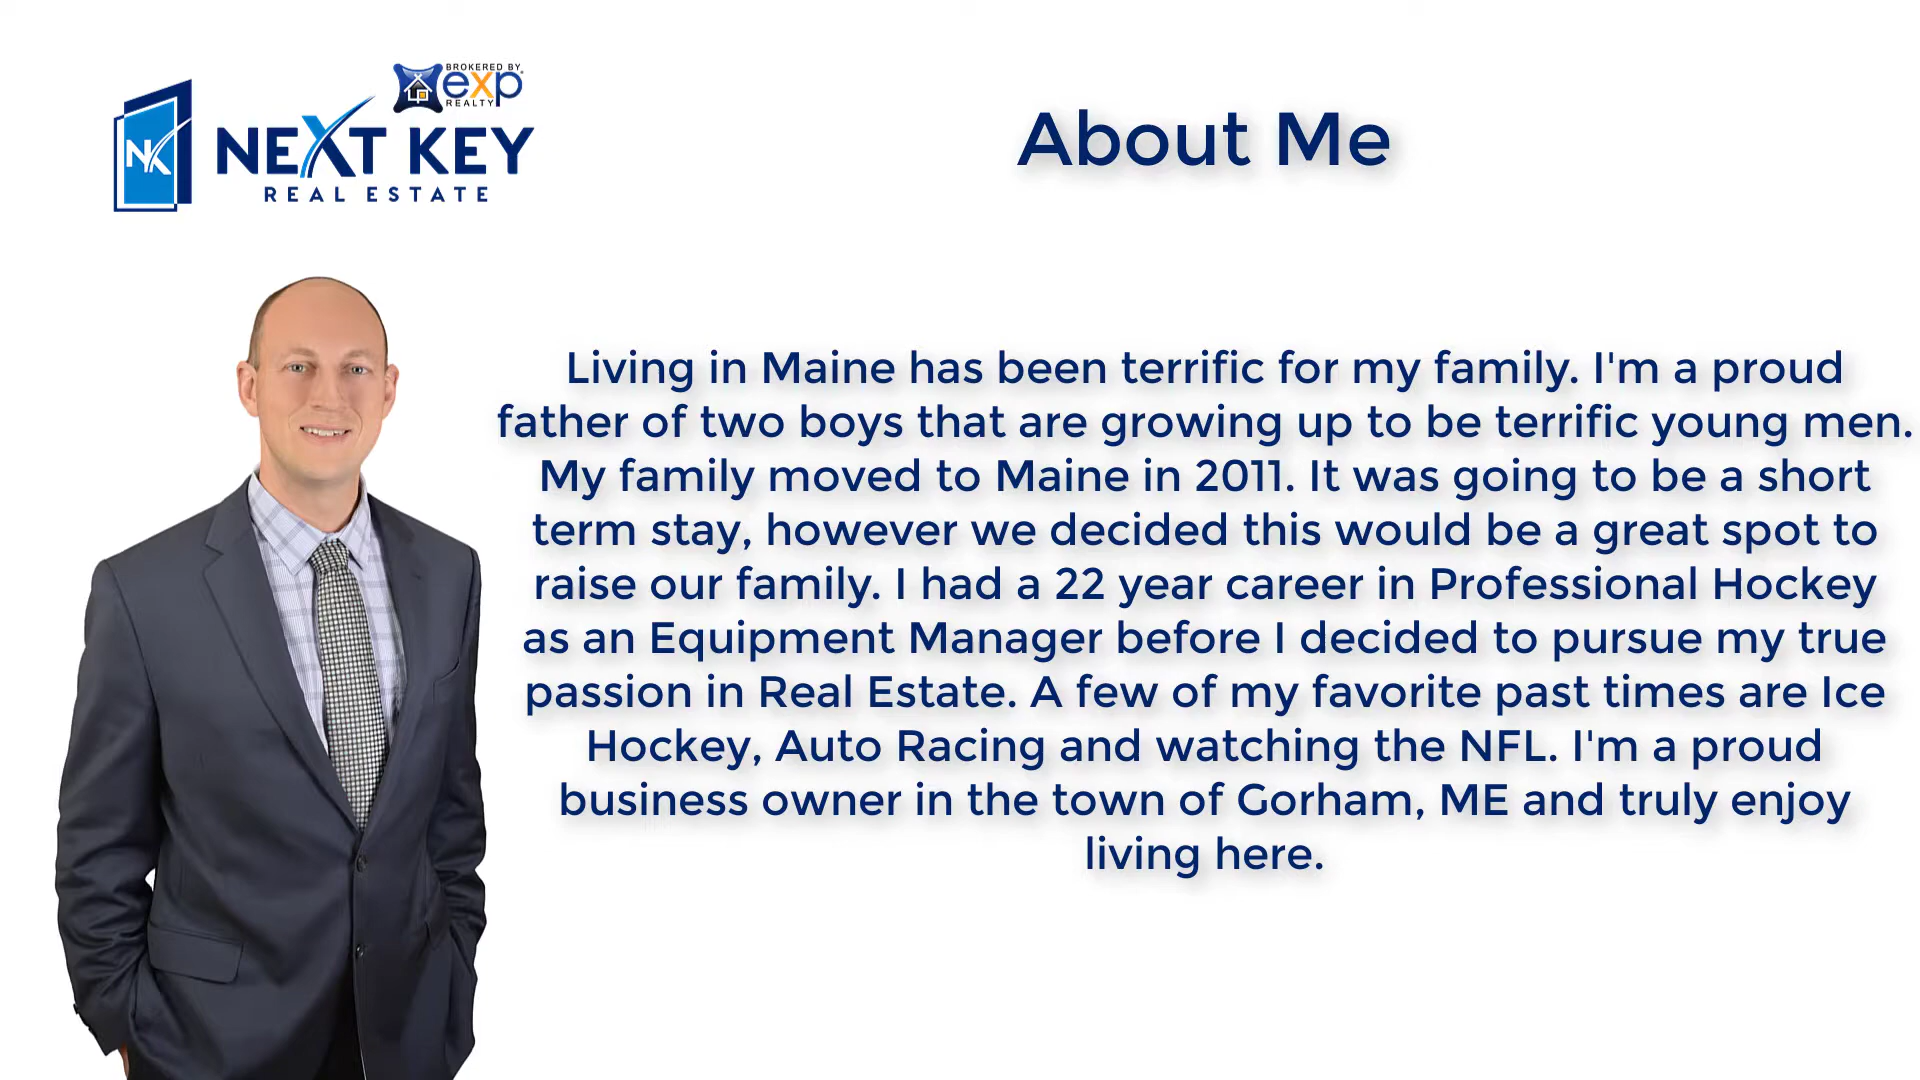 BROKERED BY
exp
REALTY
NK
NEXT KEY
REAL ESTATE
About Me
Living in Maine has been terrific for my family. I'm a proud
father of two boys that are growing up to be terrific young men.
My family moved to Maine in 2011. It was going to be a short
term stay, however we decided this would be a great spot to
raise our family. I had a 22 year career in Professional Hockey
as an Equipment Manager before I decided to pursue my true
passion in Real Estate. A few of my favorite past times are Ice
Hockey, Auto Racing and watching the NFL. I'm a proud
business owner in the town of Gorham, ME and truly enjoy
living here.